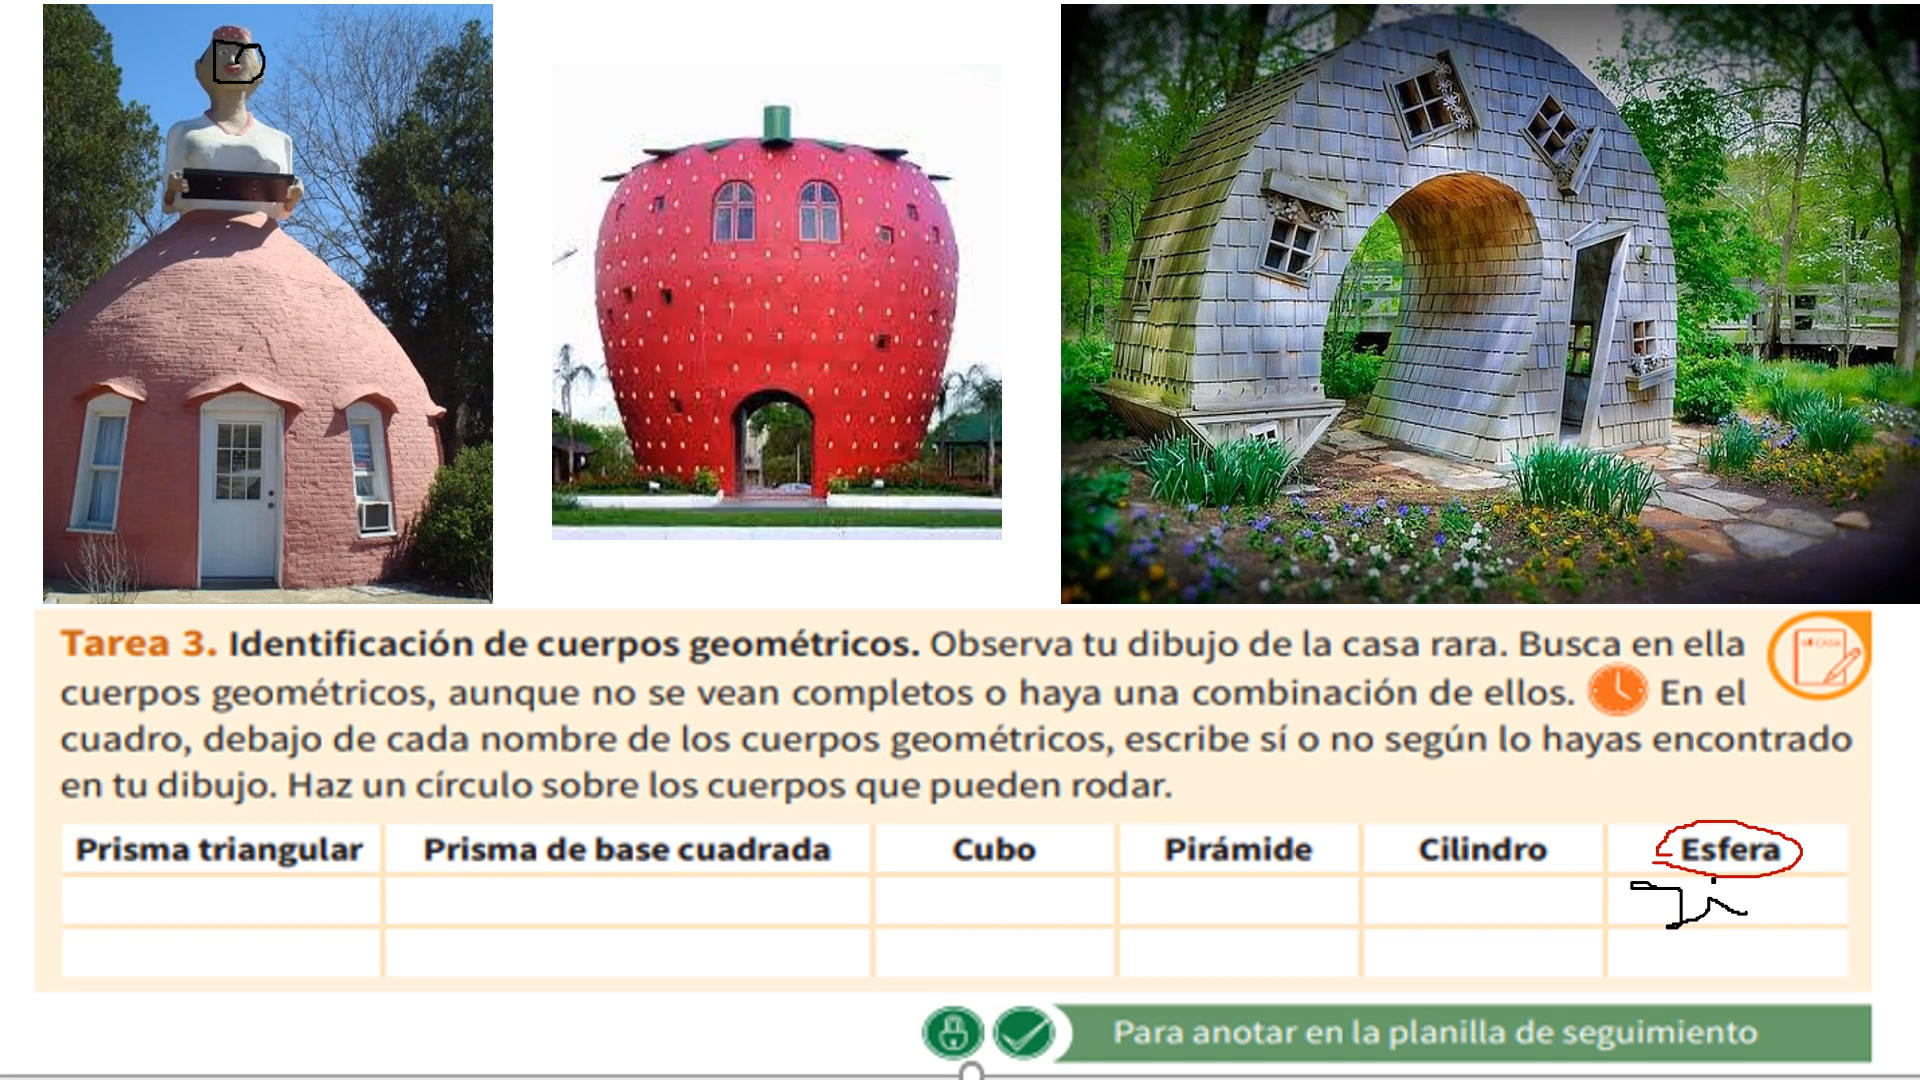 Tarea 3. Identificación de cuerpos geométricos. Observa tu dibujo de la casa rara. Busca en ella
cuerpos geométricos, aunque no se vean completos o haya una combinación de ellos. En el
cuadro, debajo de cada nombre de los cuerpos geométricos, escribe sí o no según lo hayas encontrado
en tu dibujo. Haz un círculo sobre los cuerpos que pueden rodar.
Prisma triangular Prisma de base cuadrada Cubo Pirámide Cilindro Esfera
Para anotar en la planilla de seguimiento